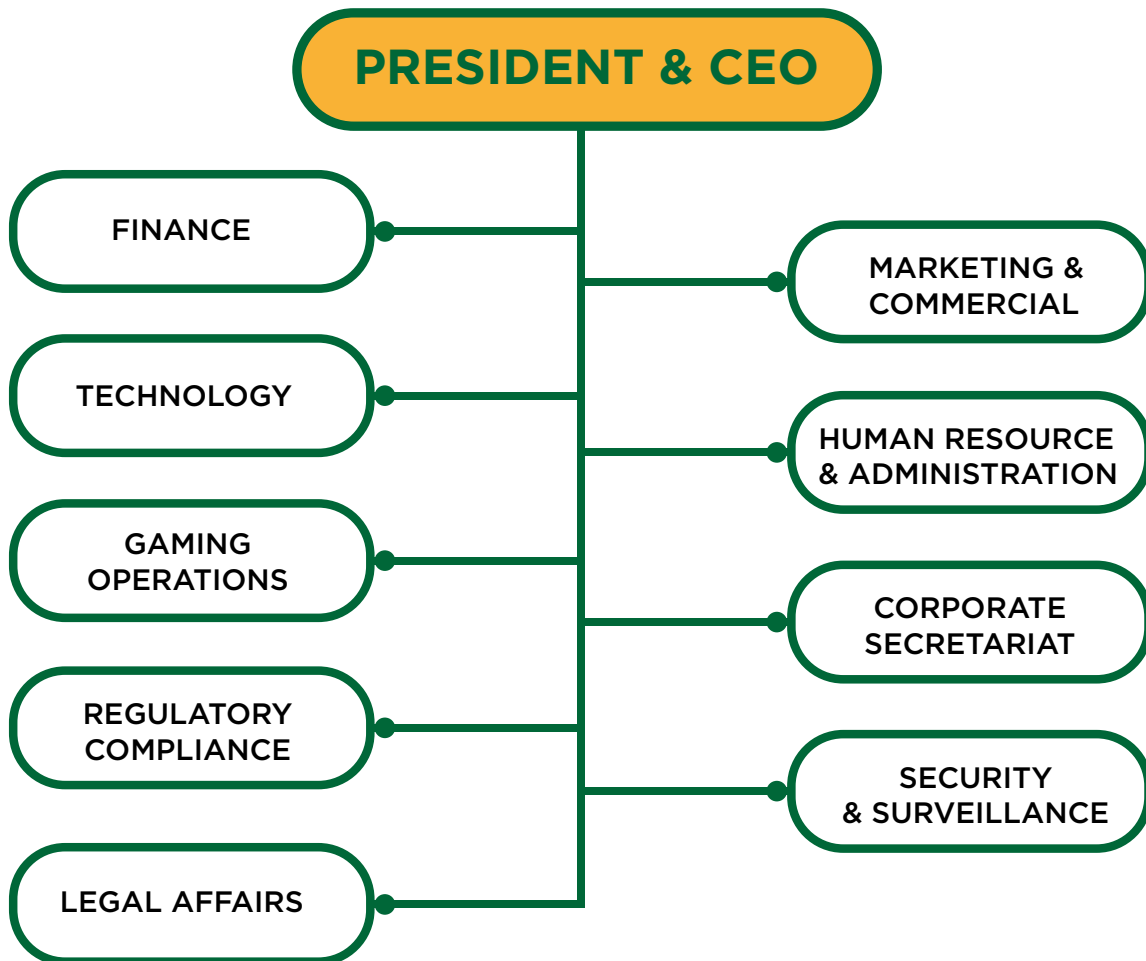 PRESIDENT & CEO
FINANCE
MARKETING &
COMMERCIAL
TECHNOLOGY
HUMAN RESOURCE
& ADMINISTRATION
GAMING
OPERATIONS
CORPORATE
SECRETARIAT
REGULATORY
COMPLIANCE
SECURITY
& SURVEILLANCE
LEGAL AFFAIRS